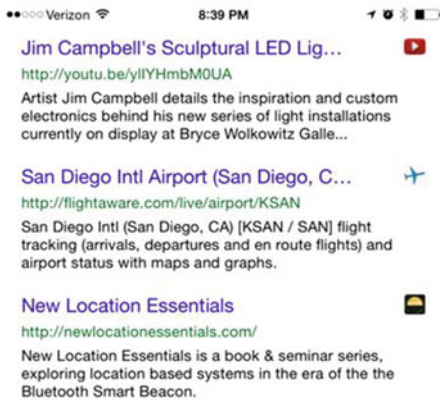 Verizon 8:39 PM
Jim Campbell's Sculptural LED Lig...
http://youtu.be/yllYHmbM0UA
Artist Jim Campbell details the inspiration and custom
electronics behind his new series of light installations
currently on display at Bryce Wolkowitz Galle...
San Diego Intl Airport (San Diego, C...
http://flightaware.com/live/airport/KSAN
San Diego Intl (San Diego, CA) [KSAN / SAN] flight
tracking (arrivals, departures and en route flights) and
airport status with maps and graphs.
New Location Essentials
http://newlocationessentials.com/
New Location Essentials is a book & seminar series,
exploring location based systems in the era of the the
Bluetooth Smart Beacon.